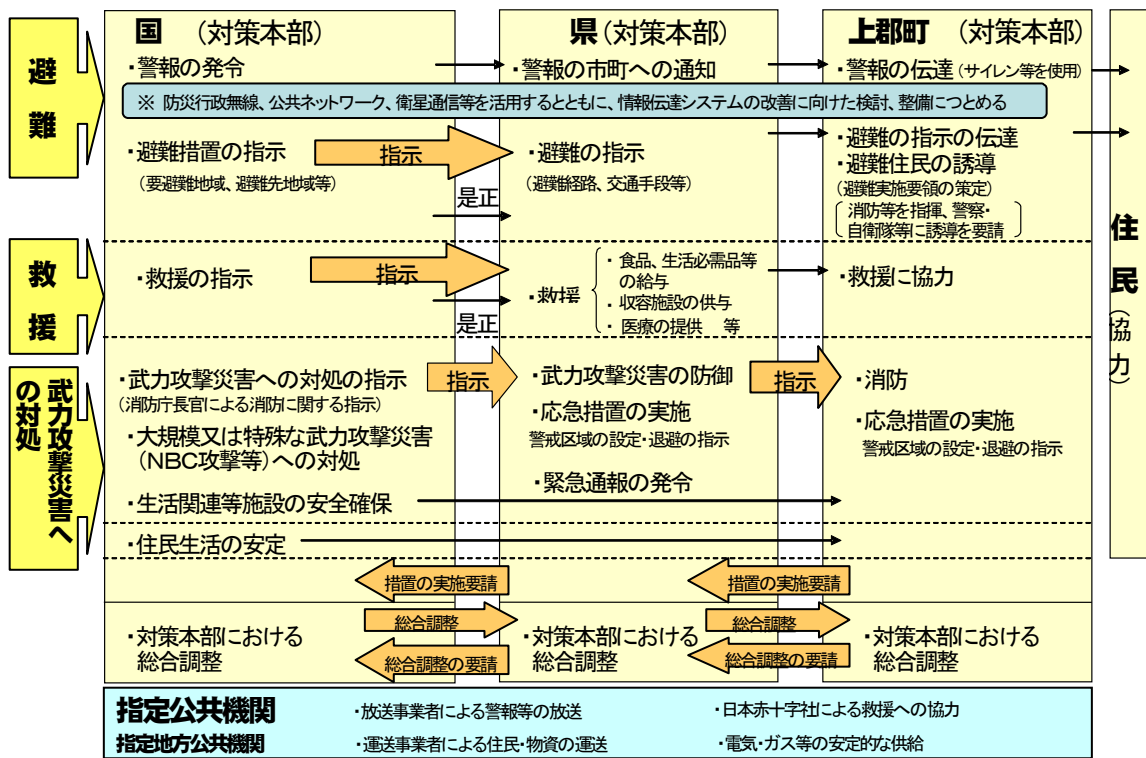 避難
国（対策本部）
・警報の発令
県（対策本部）
・警報の市町への通知
上郡町（対策本部）
・警報の伝達（サイレン等を使用）
※ 防災行政無線、公共ネットワーク、衛星通信等を活用するとともに、情報伝達システムの改善に向けた検討、整備につとめる
・避難措置の指示
（要避難地域、避難先地域等）
指示
是正
・避難の指示
（避難経路、交通手段等）
・避難の指示の伝達
・避難住民の誘導
（避難実施要領の策定）
消防等を指揮、警察・
自衛隊等に誘導を要請
住民（協力）
救援
・救援の指示
指示
是正
・救援
・食品、生活必需品等
の給与
・収容施設の供与
・医療の提供　等
・救援に協力
武力攻撃災害へ
の対処
・武力攻撃災害への対処の指示
（消防庁長官による消防に関する指示）
・大規模又は特殊な武力攻撃災害
（NBC攻撃等）への対処
・生活関連等施設の安全確保
指示
・武力攻撃災害の防御
・応急措置の実施
警戒区域の設定・退避の指示
・緊急通報の発令
指示
・消防
・応急措置の実施
警戒区域の設定・退避の指示
・住民生活の安定
措置の実施要請
措置の実施要請
・対策本部における
総合調整
総合調整
総合調整の要請
・対策本部における
総合調整
総合調整
総合調整の要請
・対策本部における
総合調整
指定公共機関
指定地方公共機関
・放送事業者による警報等の放送
・運送事業者による住民・物資の運送
・日本赤十字社による救援への協力
・電気・ガス等の安定的な供給